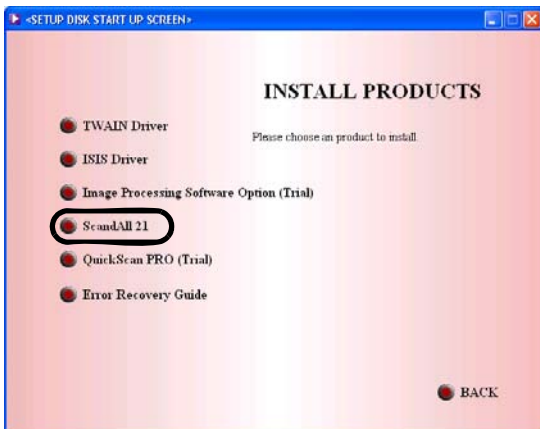 <SETUP DISK START UP SCREEN>
INSTALL PRODUCTS
Please choose an product to install.
TWAIN Driver
ISIS Driver
Image Processing Software Option (Trial)
ScandAll 21
QuickScan PRO (Trial)
Error Recovery Guide
BACK